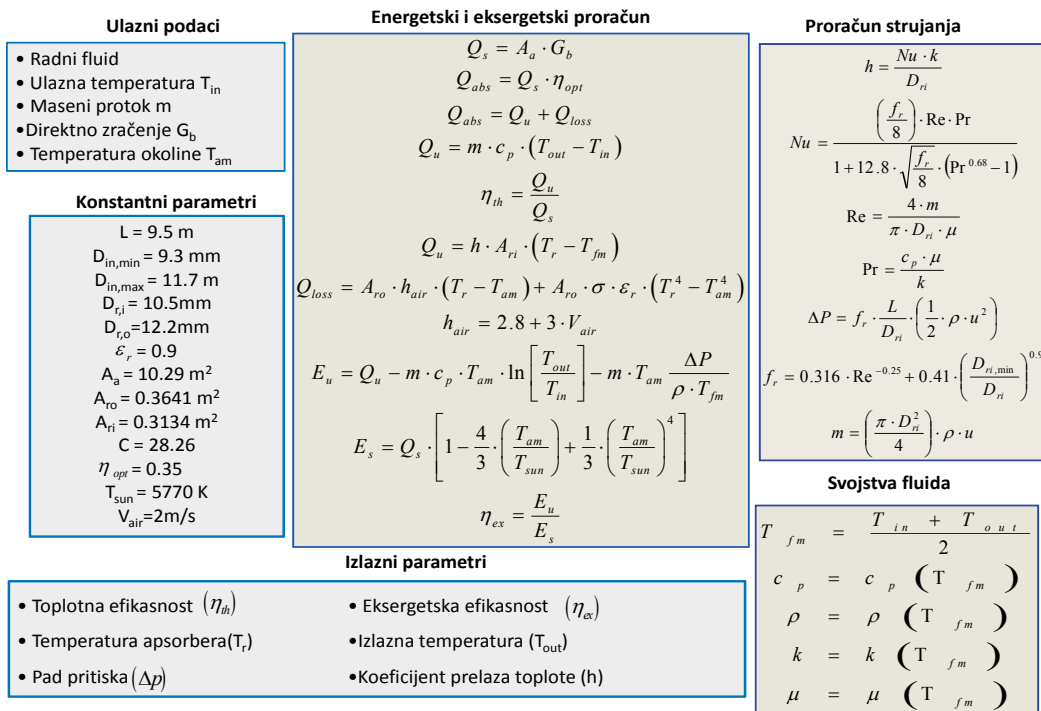 Ulazni podaci
• Radni fluid
• Ulazna temperatura T_in
• Maseni protok m
•Direktno zračenje G_b
• Temperatura okoline T_am
Konstantni parametri
L = 9.5 m
D_in,min = 9.3 mm
D_in,max = 11.7 m
D_r,i = 10.5mm
D_r,o=12.2mm
ε_r = 0.9
A_a = 10.29 m²
A_ro = 0.3641 m²
A_ri = 0.3134 m²
C = 28.26
η_opt = 0.35
T_sun = 5770 K
V_air=2m/s
Energetski i eksergetski proračun
Q_s = A_a · G_b
Q_abs = Q_s · η_opt
Q_abs = Q_u + Q_loss
Q_u = m · c_p · (T_out − T_in)
η_th = Q_u / Q_s
Q_u = h · A_ri · (T_r − T_fm)
Q_loss = A_ro · h_air · (T_r − T_am) + A_ro · σ · ε_r · (T_r^4 − T_am^4)
h_air = 2.8 + 3 · V_air
E_u = Q_u − m · c_p · T_am · ln[T_out / T_in] − m · T_am ΔP / (ρ · T_fm)
E_s = Q_s · [1 − 4/3 · (T_am / T_sun) + 1/3 · (T_am / T_sun)^4]
η_ex = E_u / E_s
Proračun strujanja
h = Nu · k / D_ri
Nu = (f_r / 8) · Re · Pr / (1 + 12.8 · √(f_r / 8) · (Pr^0.68 − 1))
Re = 4 · m / (π · D_ri · μ)
Pr = c_p · μ / k
ΔP = f_r · L / D_ri · (1/2 · ρ · u²)
f_r = 0.316 · Re^−0.25 + 0.41 · (D_ri,min / D_ri)^0.9
m = (π · D_ri² / 4) · ρ · u
Svojstva fluida
T_fm = (T_in + T_out) / 2
c_p = c_p (T_fm)
ρ = ρ (T_fm)
k = k (T_fm)
μ = μ (T_fm)
Izlazni parametri
• Toplotna efikasnost (η_th)
• Temperatura apsorbera(T_r)
• Pad pritiska (Δp)
• Eksergetska efikasnost (η_ex)
•Izlazna temperatura (T_out)
•Koeficijent prelaza toplote (h)